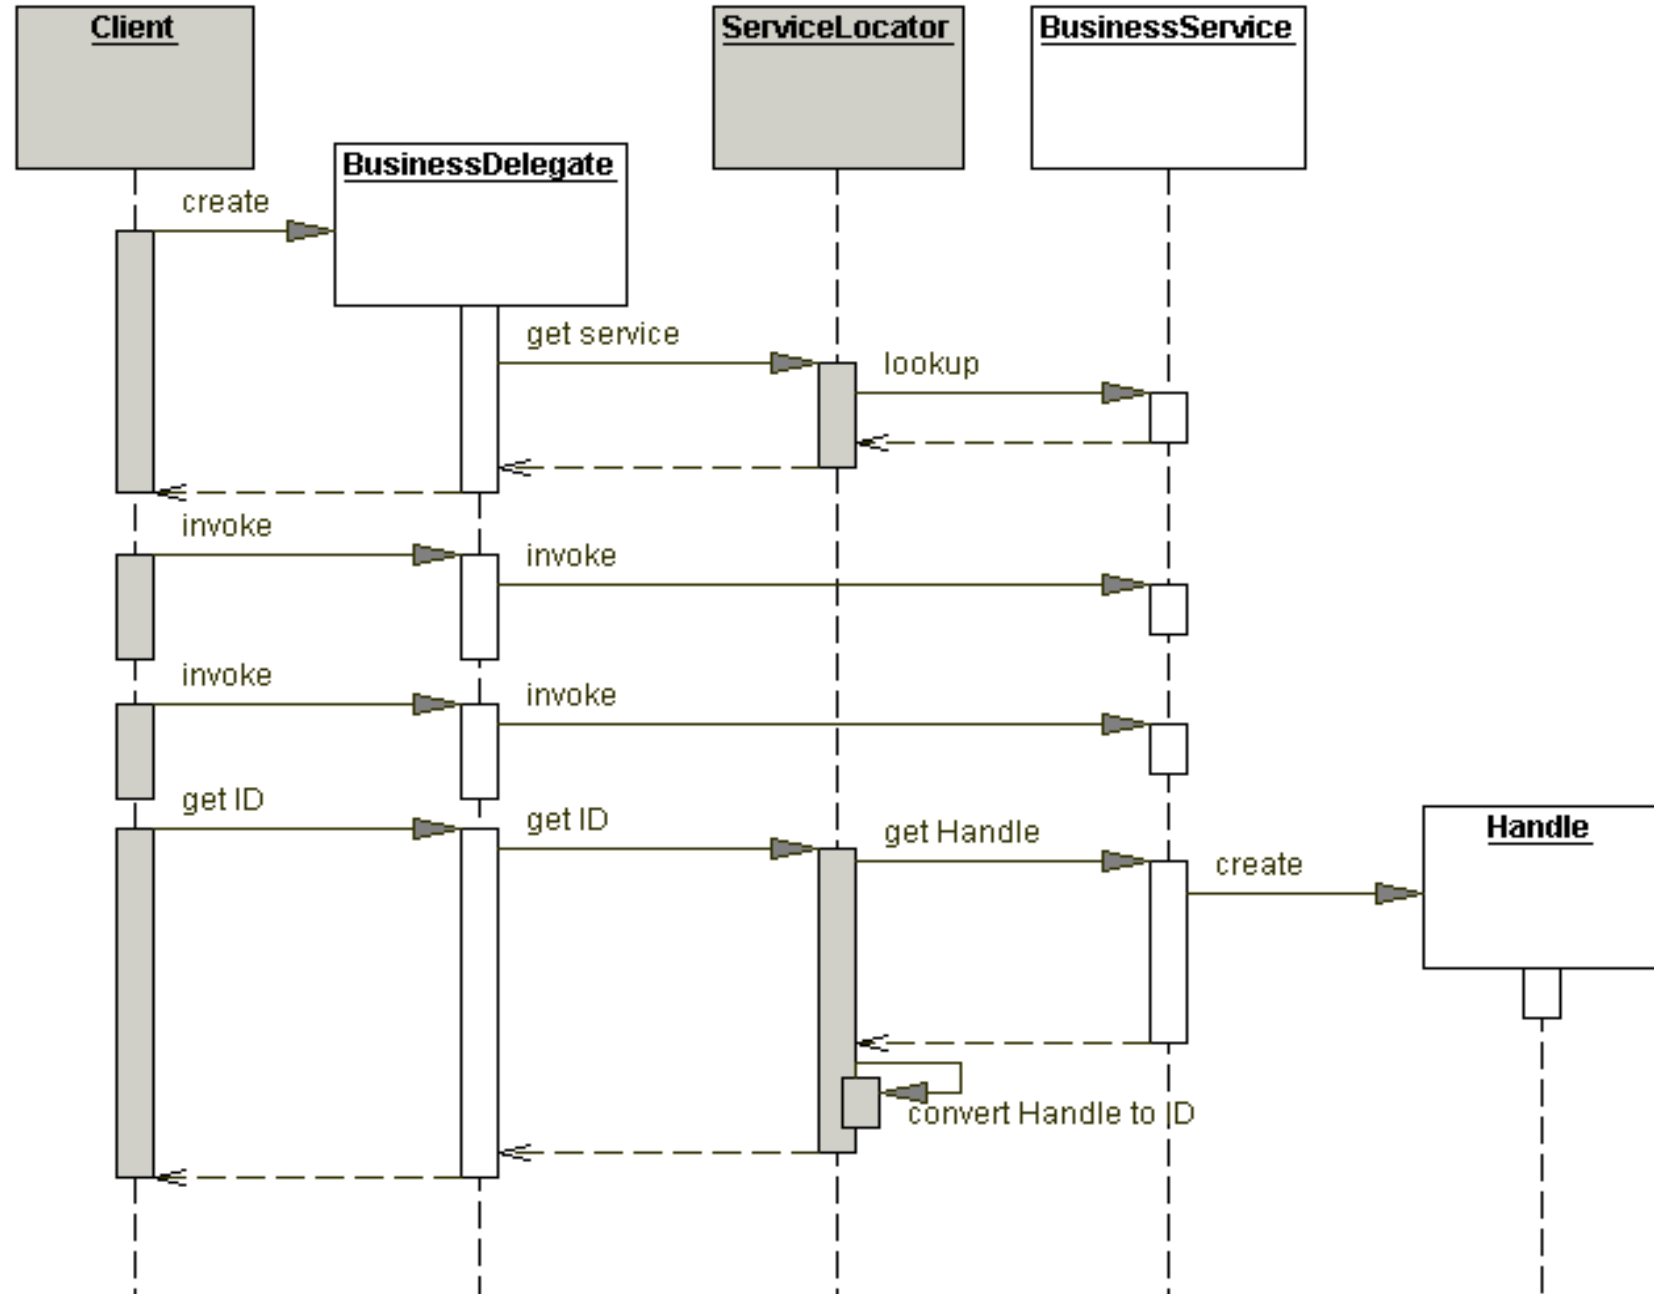 Client
ServiceLocator
BusinessService
BusinessDelegate
create
get service
lookup
invoke
invoke
invoke
invoke
get ID
get ID
get Handle
Handle
create
convert Handle to ID